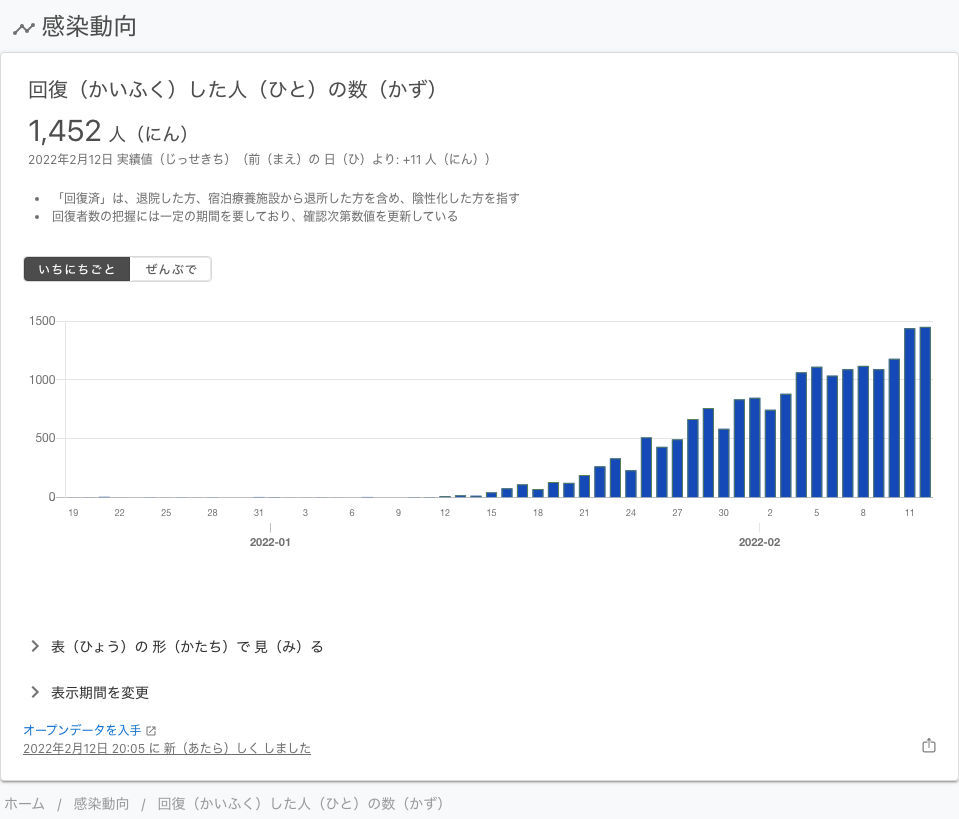 感染動向
回復（かいふく）した人（ひと）の数（かず）
1,452 人（にん）
2022年2月12日 実績値（じっせきち）（前（まえ）の 日（ひ）より: +11 人（にん））
• 「回復済」は、退院した方、宿泊療養施設から退所した方を含め、陰性化した方を指す
• 回復者数の把握には一定の期間を要しており、確認次第数値を更新している
いちにちごと ぜんぶで
1500
1000
500
0
19 22 25 28 31 3 6 9 12 15 18 21 24 27 30 2 5 8 11
2022-01 2022-02
表（ひょう）の 形（かたち）で 見（み）る
表示期間を変更
オープンデータを入手
2022年2月12日 20:05 に 新（あたら）しく しました
ホーム / 感染動向 / 回復（かいふく）した人（ひと）の数（かず）